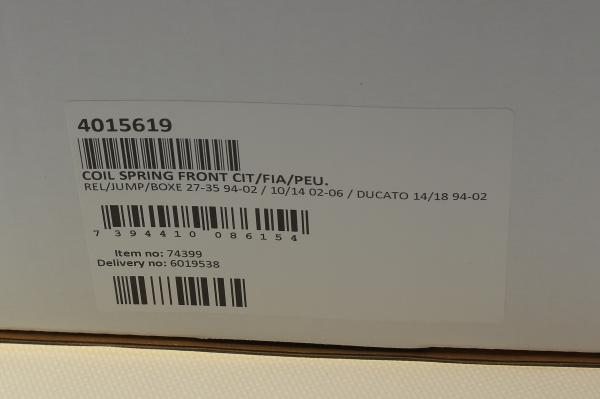 4015619
COIL SPRING FRONT CIT/FIA/PEU.
REL/JUMP/BOXE 27-35 94-02 / 10/14 02-06 / DUCATO 14/18 94-02
7 394410 086154
Item no: 74399
Delivery no: 6019538